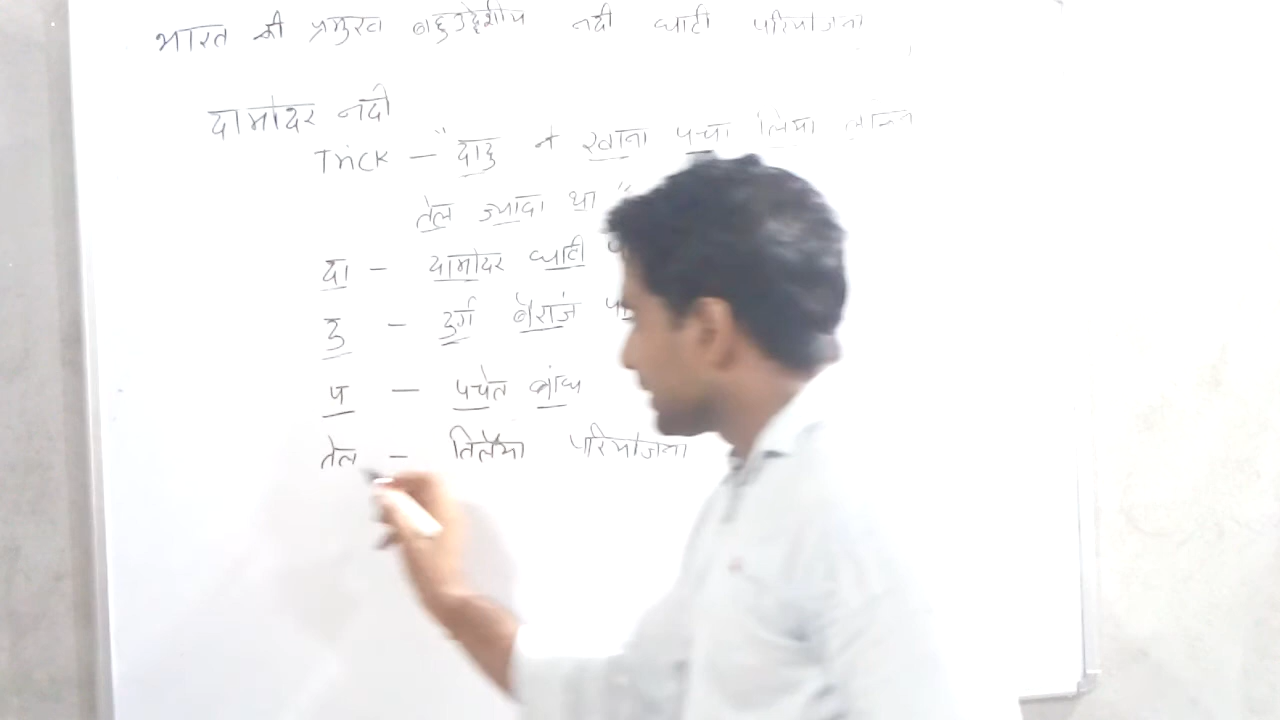 भारत की प्रमुख बहुउद्देशीय नदी घाटी परियोजना
दामोदर नदी
Trick – "दादु ने खाना पचा लिया लेकिन
तेल ज्यादा था"
दा – दामोदर घाटी
दु – दुर्ग बैराज
प – पंचेत बांध
तेल – तिलैया परियोजना